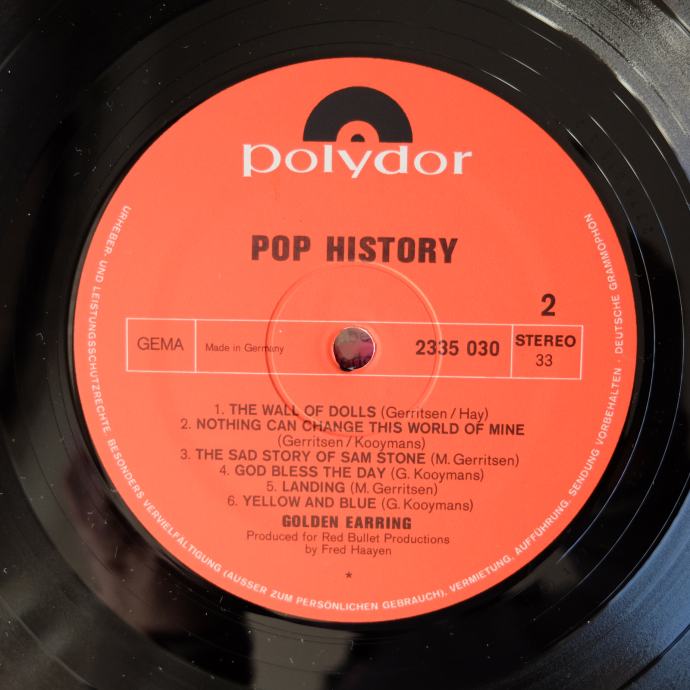 polydor
POP HISTORY
2
GEMA
Made in Germany
2335 030
STEREO
33
1. THE WALL OF DOLLS (Gerritsen / Hay)
2. NOTHING CAN CHANGE THIS WORLD OF MINE
(Gerritsen / Kooymans)
3. THE SAD STORY OF SAM STONE (M. Gerritsen)
4. GOD BLESS THE DAY (G. Kooymans)
5. LANDING (M. Gerritsen)
6. YELLOW AND BLUE (G. Kooymans)
GOLDEN EARRING
Produced for Red Bullet Productions
by Fred Haayen
*
URHEBER- UND LEISTUNGSSCHUTZRECHTE, BESONDERS VERVIELFÄLTIGUNG (AUSSER ZUM PERSÖNLICHEN GEBRAUCH), VERMIETUNG, AUFFÜHRUNG, SENDUNG VORBEHALTEN · DEUTSCHE GRAMMOPHON